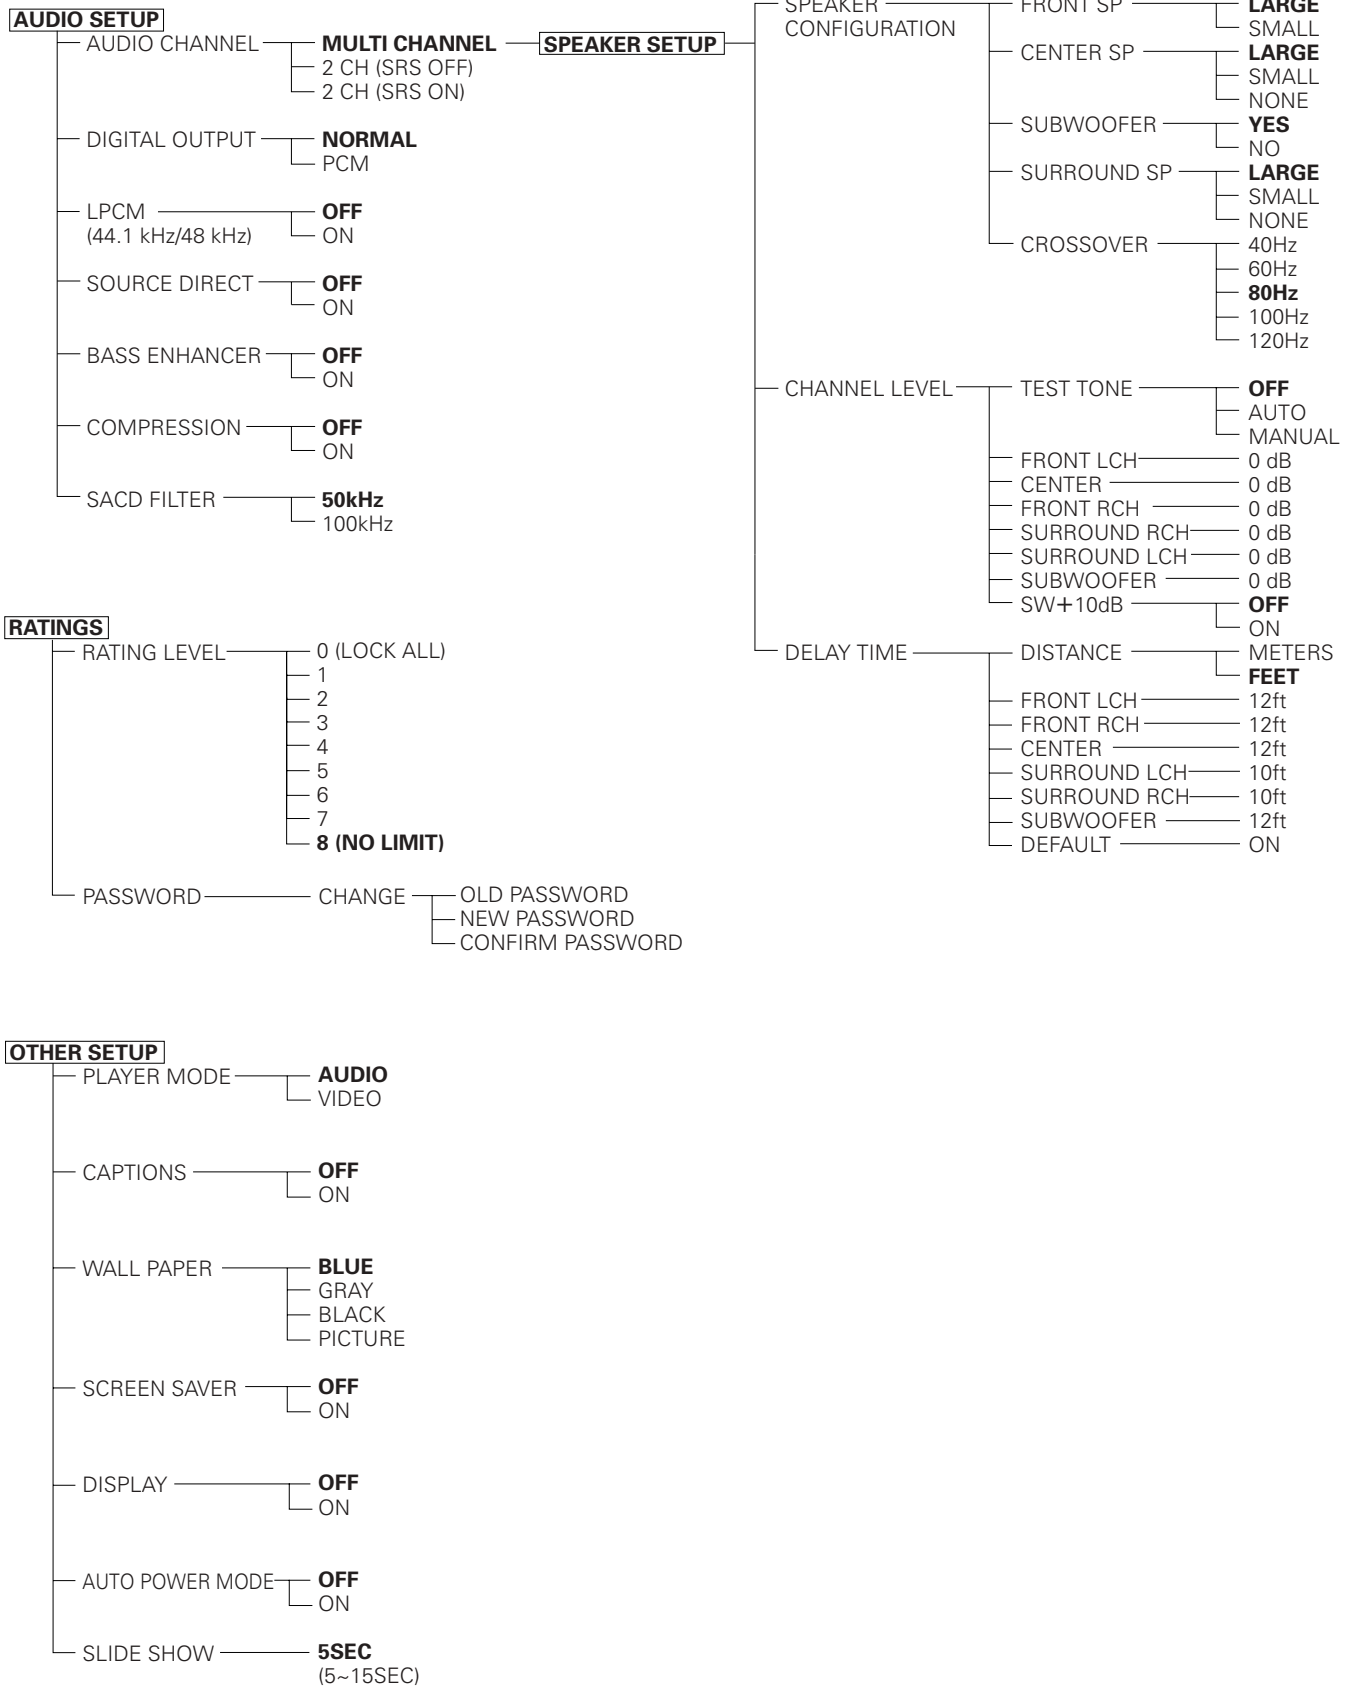 AUDIO SETUP
AUDIO CHANNEL
MULTI CHANNEL
2 CH (SRS OFF)
2 CH (SRS ON)
DIGITAL OUTPUT
NORMAL
PCM
LPCM
(44.1 kHz/48 kHz)
OFF
ON
SOURCE DIRECT
OFF
ON
BASS ENHANCER
OFF
ON
COMPRESSION
OFF
ON
SACD FILTER
50kHz
100kHz
SPEAKER SETUP
SPEAKER
CONFIGURATION
FRONT SP
LARGE
SMALL
CENTER SP
LARGE
SMALL
NONE
SUBWOOFER
YES
NO
SURROUND SP
LARGE
SMALL
NONE
CROSSOVER
40Hz
60Hz
80Hz
100Hz
120Hz
CHANNEL LEVEL
TEST TONE
OFF
AUTO
MANUAL
FRONT LCH 0 dB
CENTER 0 dB
FRONT RCH 0 dB
SURROUND RCH 0 dB
SURROUND LCH 0 dB
SUBWOOFER 0 dB
SW+10dB
OFF
ON
DELAY TIME
DISTANCE
METERS
FEET
FRONT LCH 12ft
FRONT RCH 12ft
CENTER 12ft
SURROUND LCH 10ft
SURROUND RCH 10ft
SUBWOOFER 12ft
DEFAULT ON
RATINGS
RATING LEVEL
0 (LOCK ALL)
1
2
3
4
5
6
7
8 (NO LIMIT)
PASSWORD
CHANGE
OLD PASSWORD
NEW PASSWORD
CONFIRM PASSWORD
OTHER SETUP
PLAYER MODE
AUDIO
VIDEO
CAPTIONS
OFF
ON
WALL PAPER
BLUE
GRAY
BLACK
PICTURE
SCREEN SAVER
OFF
ON
DISPLAY
OFF
ON
AUTO POWER MODE
OFF
ON
SLIDE SHOW
5SEC
(5~15SEC)